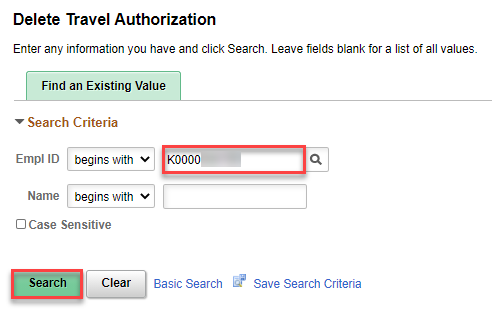 Delete Travel Authorization
Enter any information you have and click Search. Leave fields blank for a list of all values.
Find an Existing Value
Search Criteria
Empl ID begins with K0000
Name begins with
Case Sensitive
Search Clear Basic Search Save Search Criteria